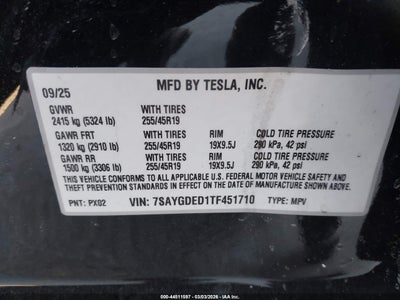 MFD BY TESLA, INC.
09/25
GVWR WITH TIRES
2415 kg (5324 lb) 255/45R19
GAWR FRT WITH TIRES RIM COLD TIRE PRESSURE
1320 kg (2910 lb) 255/45R19 19X9.5J 290 kPa, 42 psi
GAWR RR WITH TIRES RIM COLD TIRE PRESSURE
1500 kg (3306 lb) 255/45R19 19X9.5J 290 kPa, 42 psi
THIS VEHICLE CONFORMS TO ALL APPLICABLE U.S. FEDERAL MOTOR VEHICLE SAFETY AND
THEFT PREVENTION STANDARDS IN EFFECT ON THE DATE OF MANUFACTURE SHOWN ABOVE.
PNT: PX02 VIN: 7SAYGDED1TF451710 TYPE: MPV
BID - 44511087 - 03/03/2026 - IAA